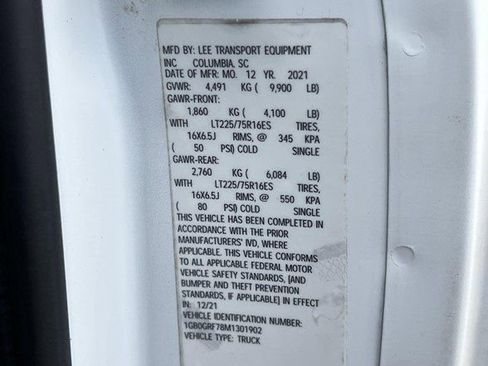 MFD BY: LEE TRANSPORT EQUIPMENT
INC COLUMBIA, SC
DATE OF MFR: MO. 12 YR. 2021
GVWR: 4,491 KG ( 9,900 LB)
GAWR-FRONT:
1,860 KG ( 4,100 LB)
WITH LT225/75R16ES TIRES,
16X6.5J RIMS, @ 345 KPA
( 50 PSI) COLD SINGLE
GAWR-REAR:
2,760 KG ( 6,084 LB)
WITH LT225/75R16ES TIRES,
16X6.5J RIMS, @ 550 KPA
( 80 PSI) COLD SINGLE
THIS VEHICLE HAS BEEN COMPLETED IN
ACCORDANCE WITH THE PRIOR
MANUFACTURERS' IVD, WHERE
APPLICABLE. THIS VEHICLE CONFORMS
TO ALL APPLICABLE FEDERAL MOTOR
VEHICLE SAFETY STANDARDS, [AND
BUMPER AND THEFT PREVENTION
STANDARDS, IF APPLICABLE] IN EFFECT
IN: 12/21
VEHICLE IDENTIFICATION NUMBER:
1GB0GRF78M1301902
VEHICLE TYPE: TRUCK